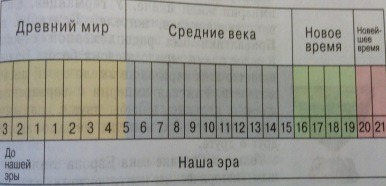 Древний мир
Средние века
Новое
время
Новей-
шее
время
3 2 1 1 2 3 4 5 6 7 8 9 10 11 12 13 14 15 16 17 18 19 20 21
До
нашей
эры
Наша эра